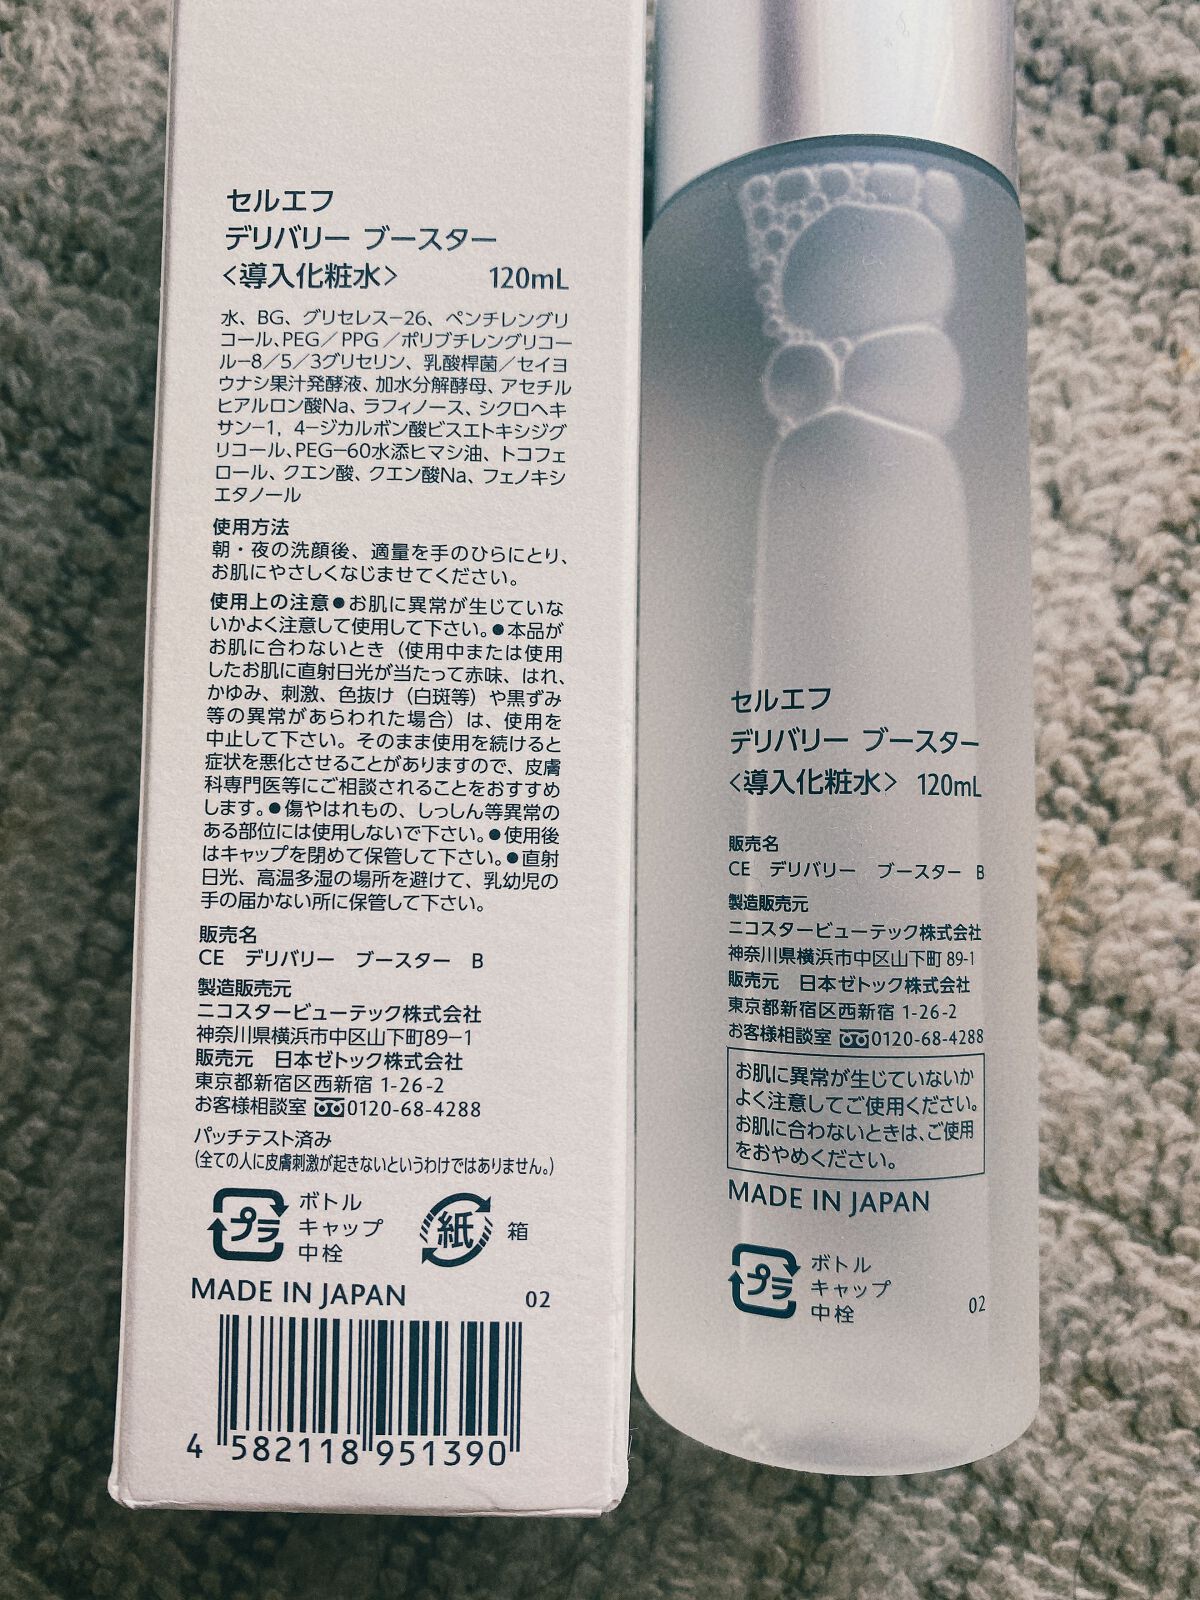 セルエフ
デリバリー ブースター
<導入化粧水> 120mL
水、BG、グリセレス−26、ペンチレングリ
コール、PEG／PPG／ポリブチレングリコー
ル−8／5／3グリセリン、乳酸桿菌／セイヨ
ウナシ果汁発酵液、加水分解酵母、アセチル
ヒアルロン酸Na、ラフィノース、シクロヘキ
サン−1，4−ジカルボン酸ビスエトキシジグ
リコール、PEG−60水添ヒマシ油、トコフェ
ロール、クエン酸、クエン酸Na、フェノキシ
エタノール
使用方法
朝・夜の洗顔後、適量を手のひらにとり、
お肌にやさしくなじませてください。
使用上の注意●お肌に異常が生じていな
いかよく注意して使用して下さい。●本品が
お肌に合わないとき（使用中または使用
したお肌に直射日光が当たって赤味、はれ、
かゆみ、刺激、色抜け（白斑等）や黒ずみ
等の異常があらわれた場合）は、使用を
中止して下さい。そのまま使用を続けると
症状を悪化させることがありますので、皮膚
科専門医等にご相談されることをおすすめ
します。●傷やはれもの、しっしん等異常の
ある部位には使用しないで下さい。●使用後
はキャップを閉めて保管して下さい。●直射
日光、高温多湿の場所を避けて、乳幼児の
手の届かない所に保管して下さい。
販売名
CE デリバリー ブースター B
製造販売元
ニコスタービューテック株式会社
神奈川県横浜市中区山下町89−1
販売元 日本ゼトック株式会社
東京都新宿区西新宿 1-26-2
お客様相談室 0120-68-4288
パッチテスト済み
（全ての人に皮膚刺激が起きないというわけではありません。）
プラ
ボトル
キャップ
中栓
紙
箱
MADE IN JAPAN 02
4 582118 951390
セルエフ
デリバリー ブースター
<導入化粧水> 120mL
販売名
CE デリバリー ブースター B
製造販売元
ニコスタービューテック株式会社
神奈川県横浜市中区山下町 89-1
販売元 日本ゼトック株式会社
東京都新宿区西新宿 1-26-2
お客様相談室 0120-68-4288
お肌に異常が生じていないか
よく注意してご使用ください。
お肌に合わないときは、ご使用
をおやめください。
MADE IN JAPAN
プラ
ボトル
キャップ
中栓
02